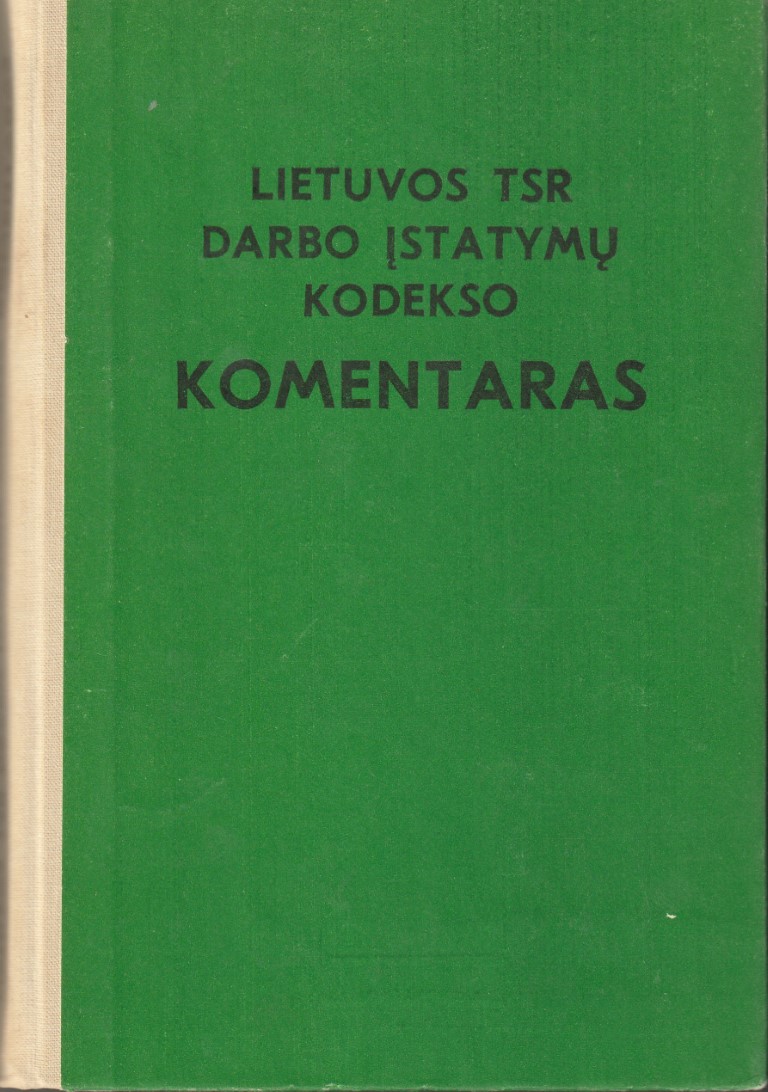 LIETUVOS TSR
DARBO ĮSTATYMŲ
KODEKSO
KOMENTARAS